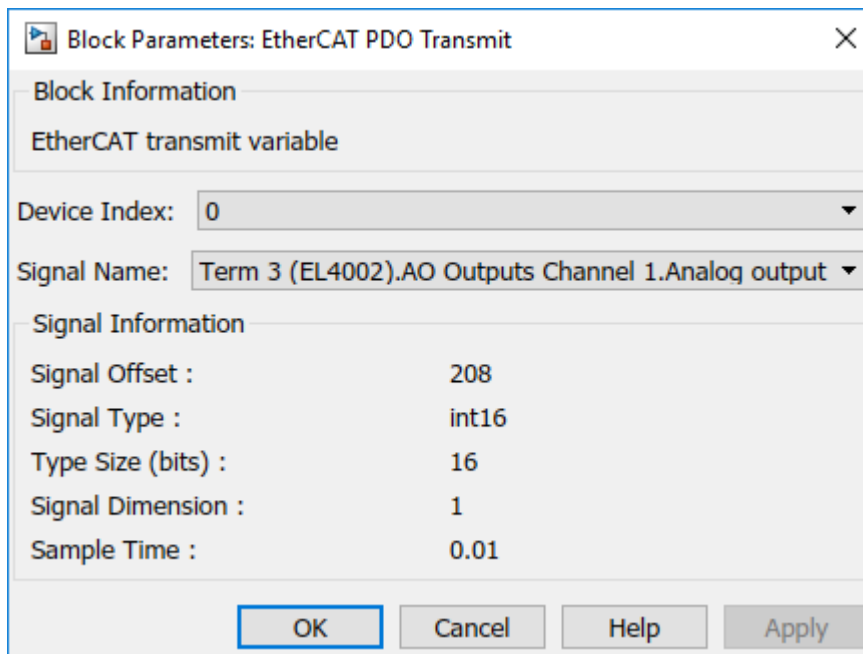 Block Parameters: EtherCAT PDO Transmit
Block Information
EtherCAT transmit variable
Device Index: 0
Signal Name: Term 3 (EL4002).AO Outputs Channel 1.Analog output
Signal Information
Signal Offset : 208
Signal Type : int16
Type Size (bits) : 16
Signal Dimension : 1
Sample Time : 0.01
OK Cancel Help Apply